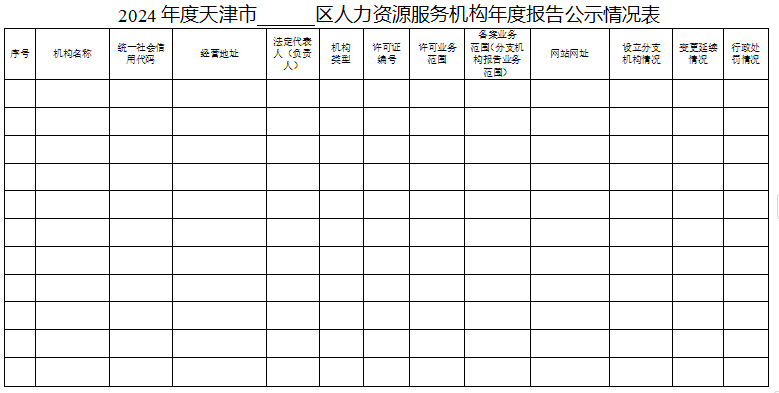 2024 年度天津市______区人力资源服务机构年度报告公示情况表
序号
机构名称
统一社会信
用代码
经营地址
法定代表
人（负责
人）
机构
类型
许可证
编号
许可业务
范围
备案业务
范围（分支机
构报告业务
范围）
网站网址
设立分支
机构情况
变更延续
情况
行政处
罚情况